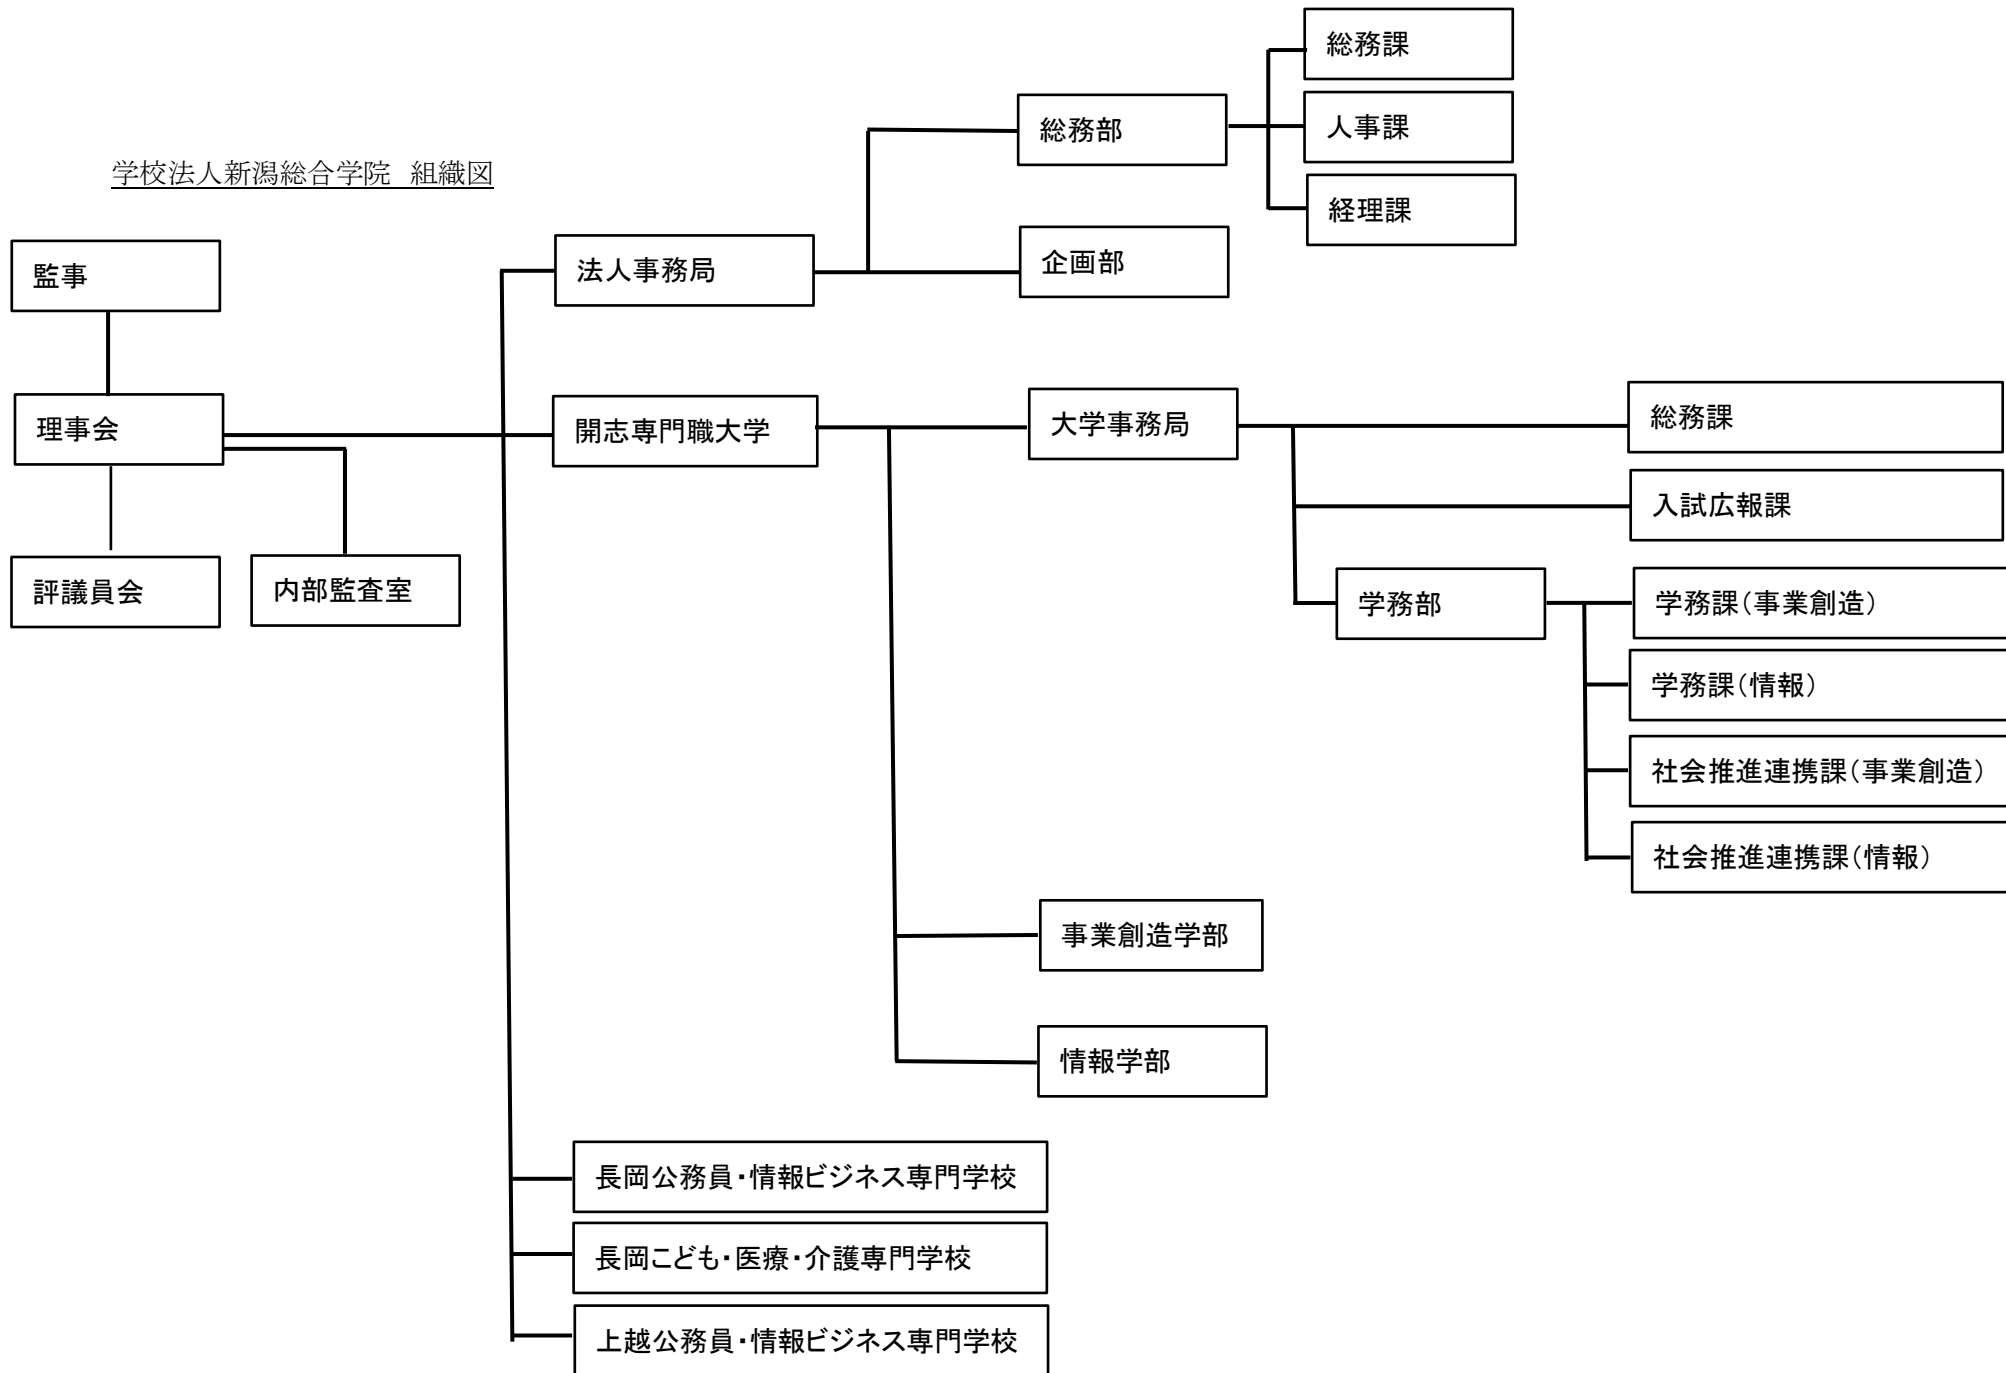 学校法人新潟総合学院 組織図
監事
理事会
評議員会
内部監査室
法人事務局
総務部
総務課
人事課
経理課
企画部
開志専門職大学
大学事務局
総務課
入試広報課
学務部
学務課(事業創造)
学務課(情報)
社会推進連携課(事業創造)
社会推進連携課(情報)
事業創造学部
情報学部
長岡公務員・情報ビジネス専門学校
長岡こども・医療・介護専門学校
上越公務員・情報ビジネス専門学校